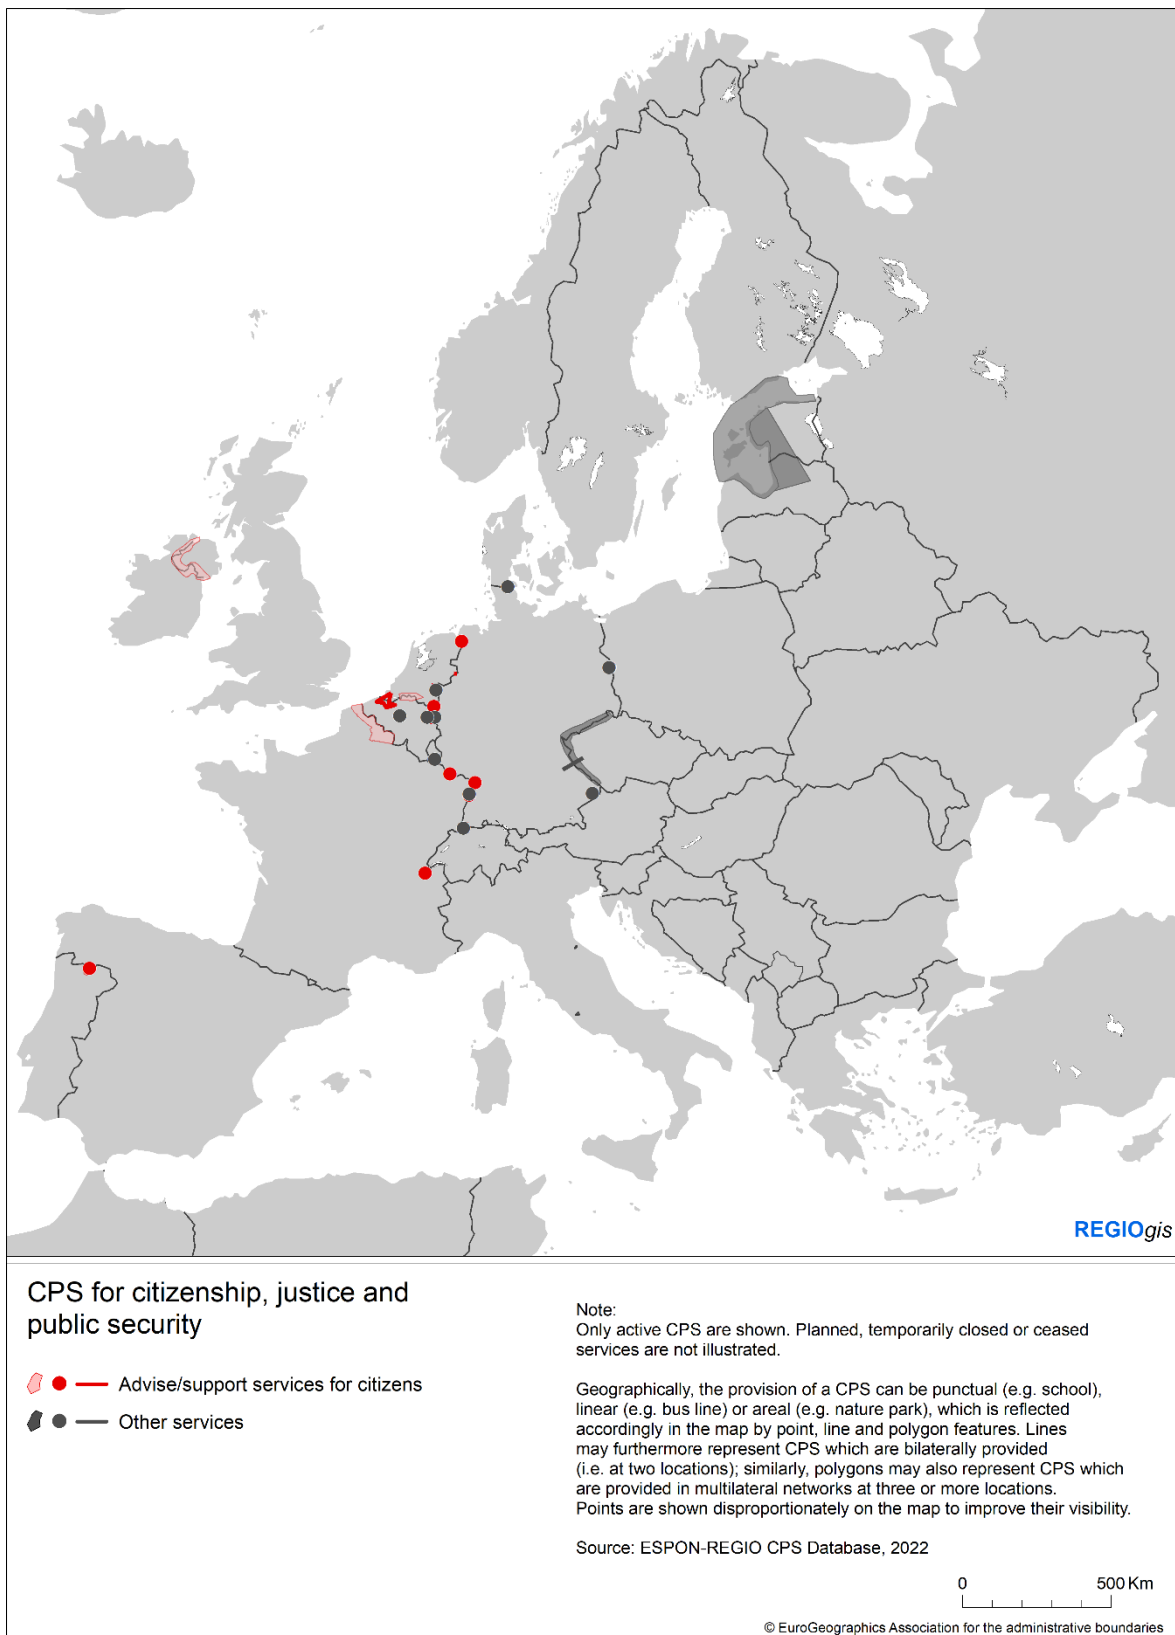 REGIOgis
CPS for citizenship, justice and
public security
Advise/support services for citizens
Other services
Note:
Only active CPS are shown. Planned, temporarily closed or ceased
services are not illustrated.
Geographically, the provision of a CPS can be punctual (e.g. school),
linear (e.g. bus line) or areal (e.g. nature park), which is reflected
accordingly in the map by point, line and polygon features. Lines
may furthermore represent CPS which are bilaterally provided
(i.e. at two locations); similarly, polygons may also represent CPS which
are provided in multilateral networks at three or more locations.
Points are shown disproportionately on the map to improve their visibility.
Source: ESPON-REGIO CPS Database, 2022
0 500 Km
© EuroGeographics Association for the administrative boundaries